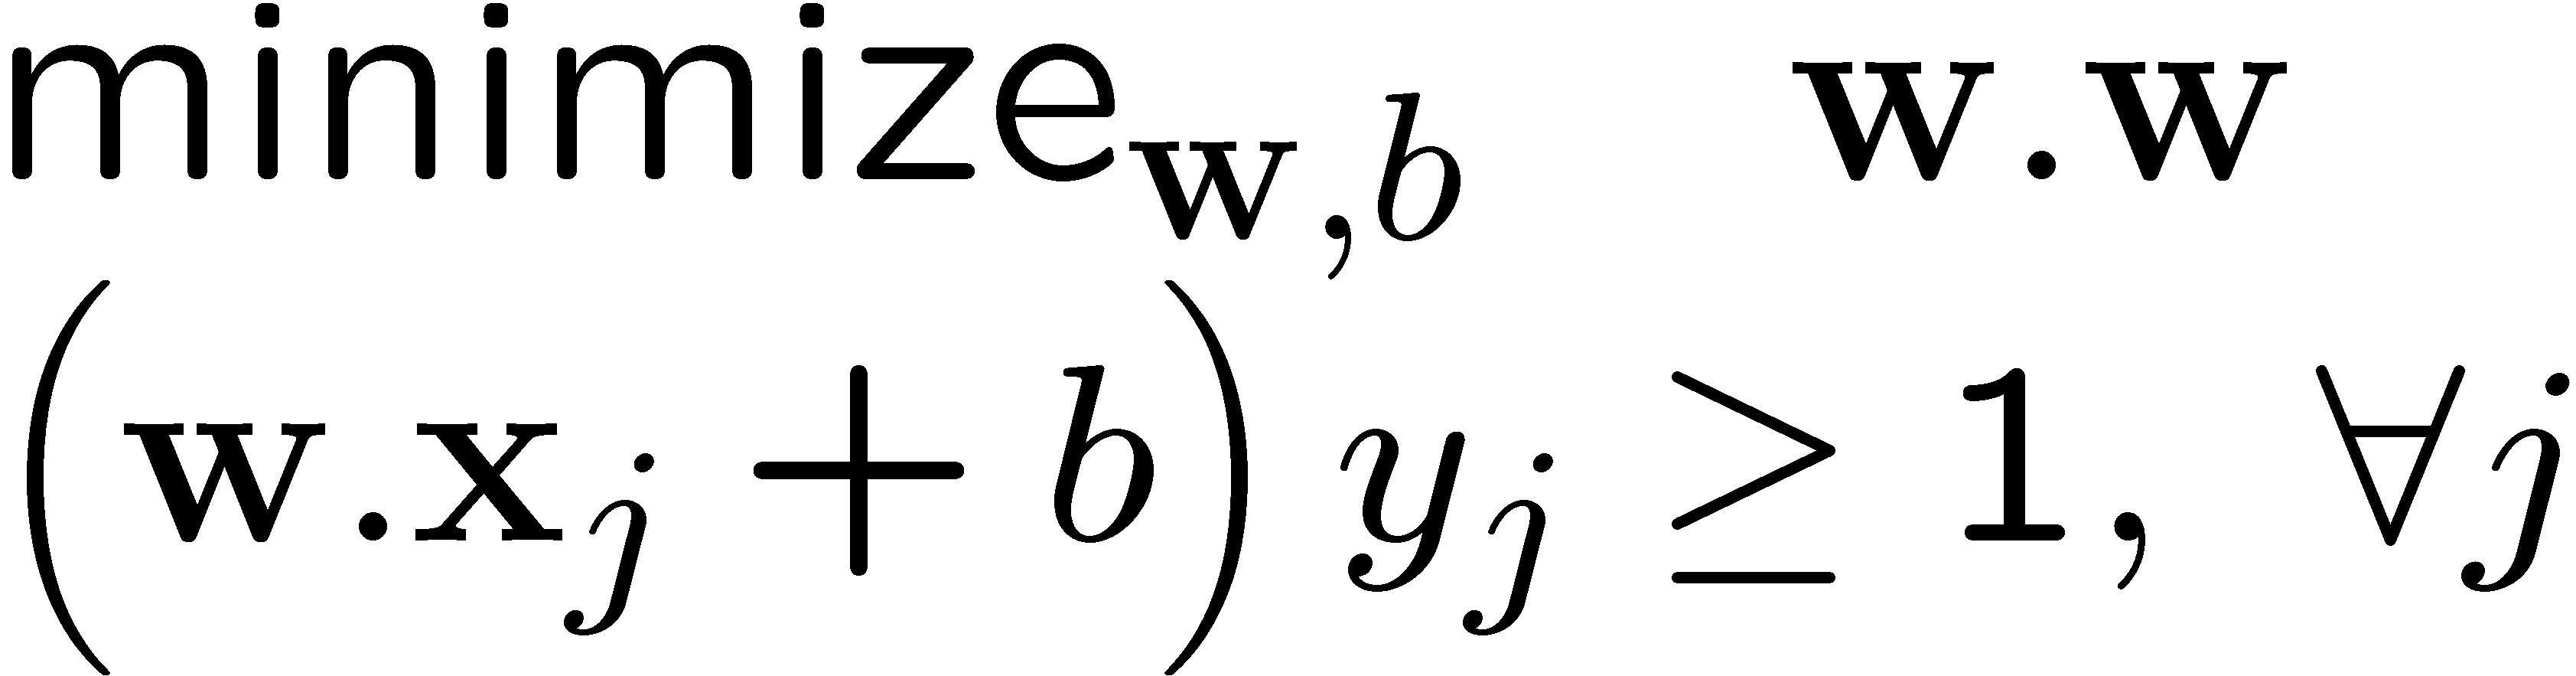 minimize_{w,b} w.w
(w.x_j + b) y_j ≥ 1, ∀j